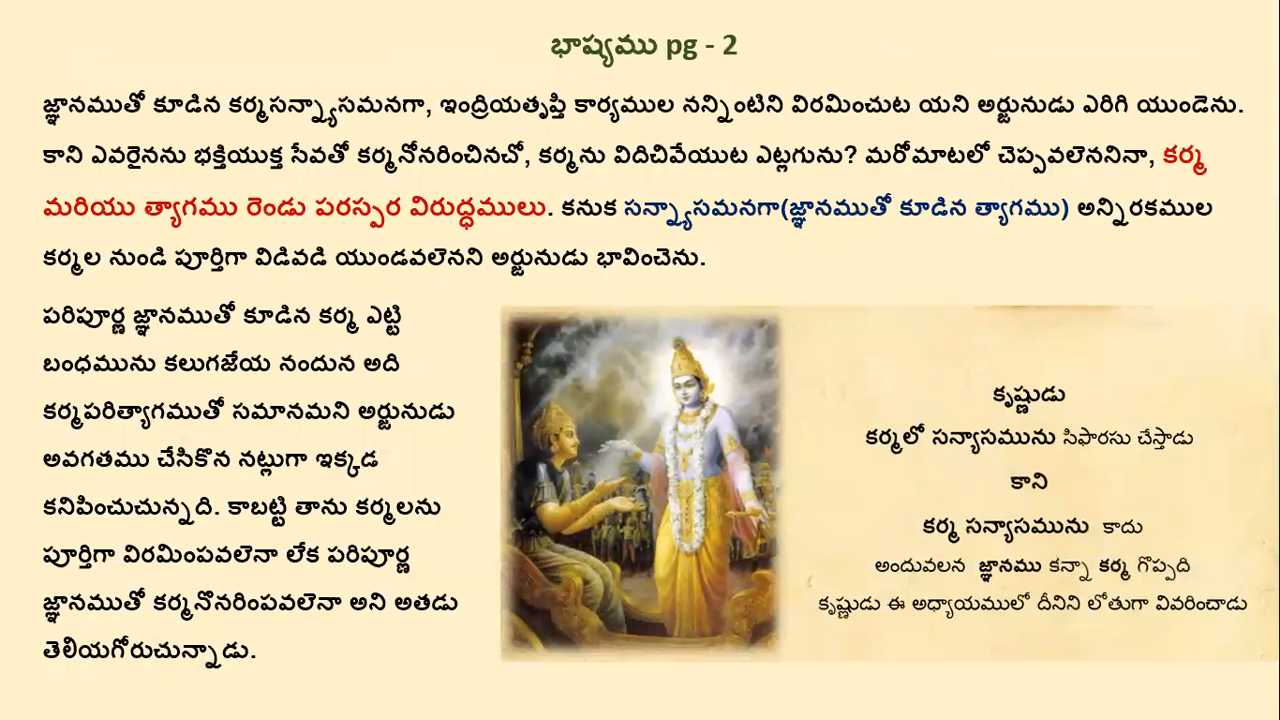 భాష్యము pg - 2
జ్ఞానముతో కూడిన కర్మసన్న్యాసమనగా, ఇంద్రియతృప్తి కార్యముల నన్నింటిని విరమించుట యని అర్జునుడు ఎరిగి యుండెను.
కాని ఎవరైనను భక్తియుక్త సేవతో కర్మనోనరించినచో, కర్మను విదిచివేయుట ఎట్లగును? మరోమాటలో చెప్పవలెననినా, కర్మ
మరియు త్యాగము రెండు పరస్పర విరుద్ధములు. కనుక సన్న్యాసమనగా(జ్ఞానముతో కూడిన త్యాగము) అన్నిరకముల
కర్మల నుండి పూర్తిగా విడివడి యుండవలెనని అర్జునుడు భావించెను.
పరిపూర్ణ జ్ఞానముతో కూడిన కర్మ ఎట్టి
బంధమును కలుగజేయ నందున అది
కర్మపరిత్యాగముతో సమానమని అర్జునుడు
అవగతము చేసికొన నట్లుగా ఇక్కడ
కనిపించుచున్నది. కాబట్టి తాను కర్మలను
పూర్తిగా విరమింపవలెనా లేక పరిపూర్ణ
జ్ఞానముతో కర్మనొనరింపవలెనా అని అతడు
తెలియగోరుచున్నాడు.
కృష్ణుడు
కర్మలో సన్యాసమును సిఫారసు చేస్తాడు
కాని
కర్మ సన్యాసమును కాదు
అందువలన జ్ఞానము కన్నా కర్మ గొప్పది
కృష్ణుడు ఈ అధ్యాయములో దీనిని లోతుగా వివరించాడు